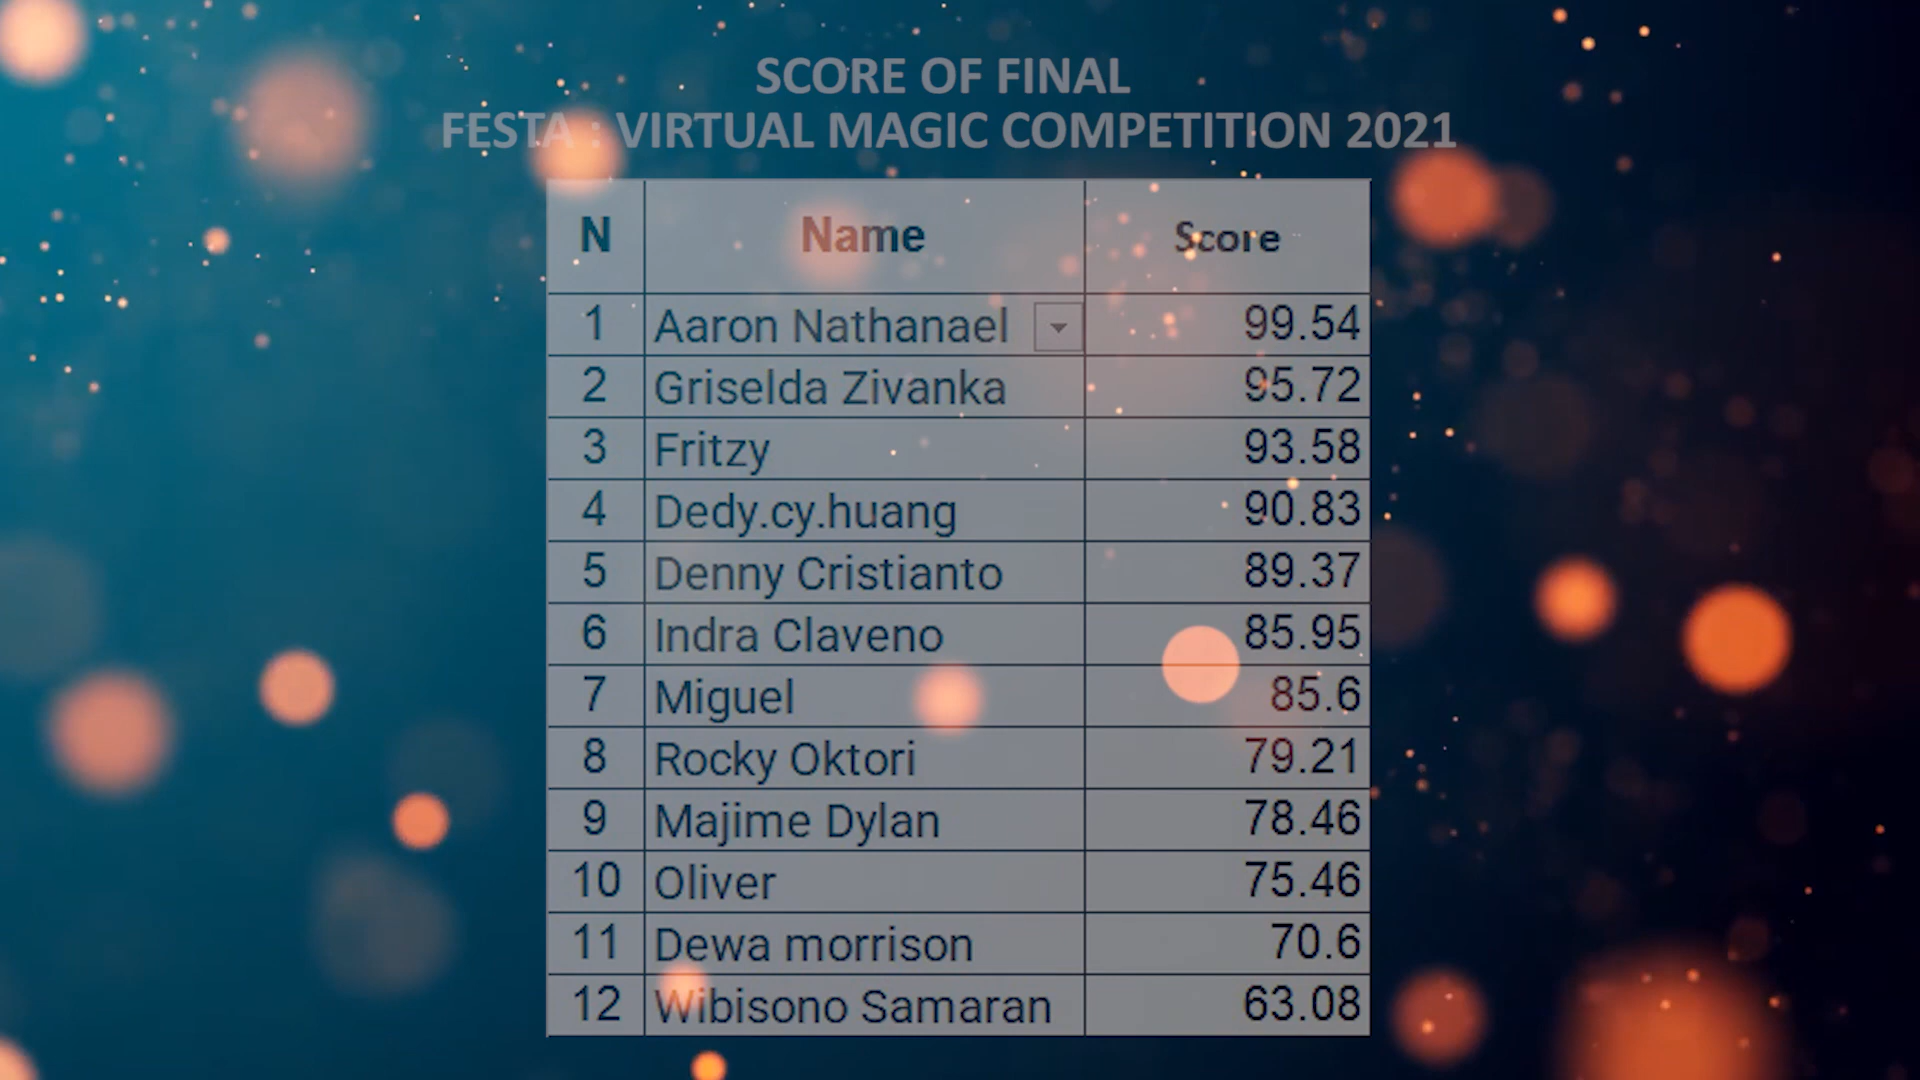 SCORE OF FINAL
FESTA : VIRTUAL MAGIC COMPETITION 2021
N Name Score
1 Aaron Nathanael 99.54
2 Griselda Zivanka 95.72
3 Fritzy 93.58
4 Dedy.cy.huang 90.83
5 Denny Cristianto 89.37
6 Indra Claveno 85.95
7 Miguel 85.6
8 Rocky Oktori 79.21
9 Majime Dylan 78.46
10 Oliver 75.46
11 Dewa morrison 70.6
12 Wibisono Samaran 63.08